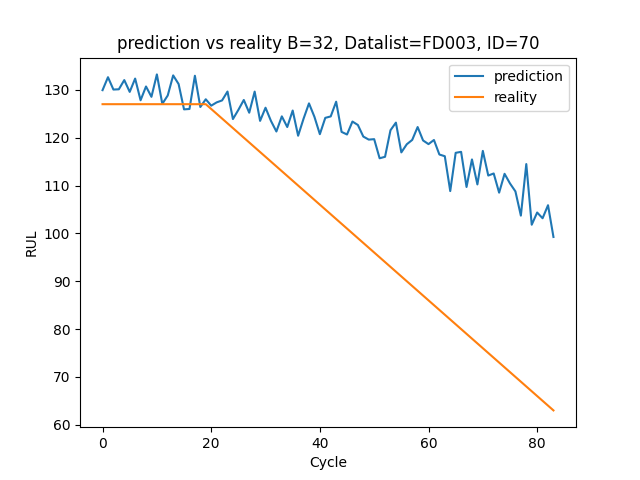 prediction vs reality B=32, Datalist=FD003, ID=70
prediction
reality
RUL
130
120
110
100
90
80
70
60
0 20 40 60 80
Cycle